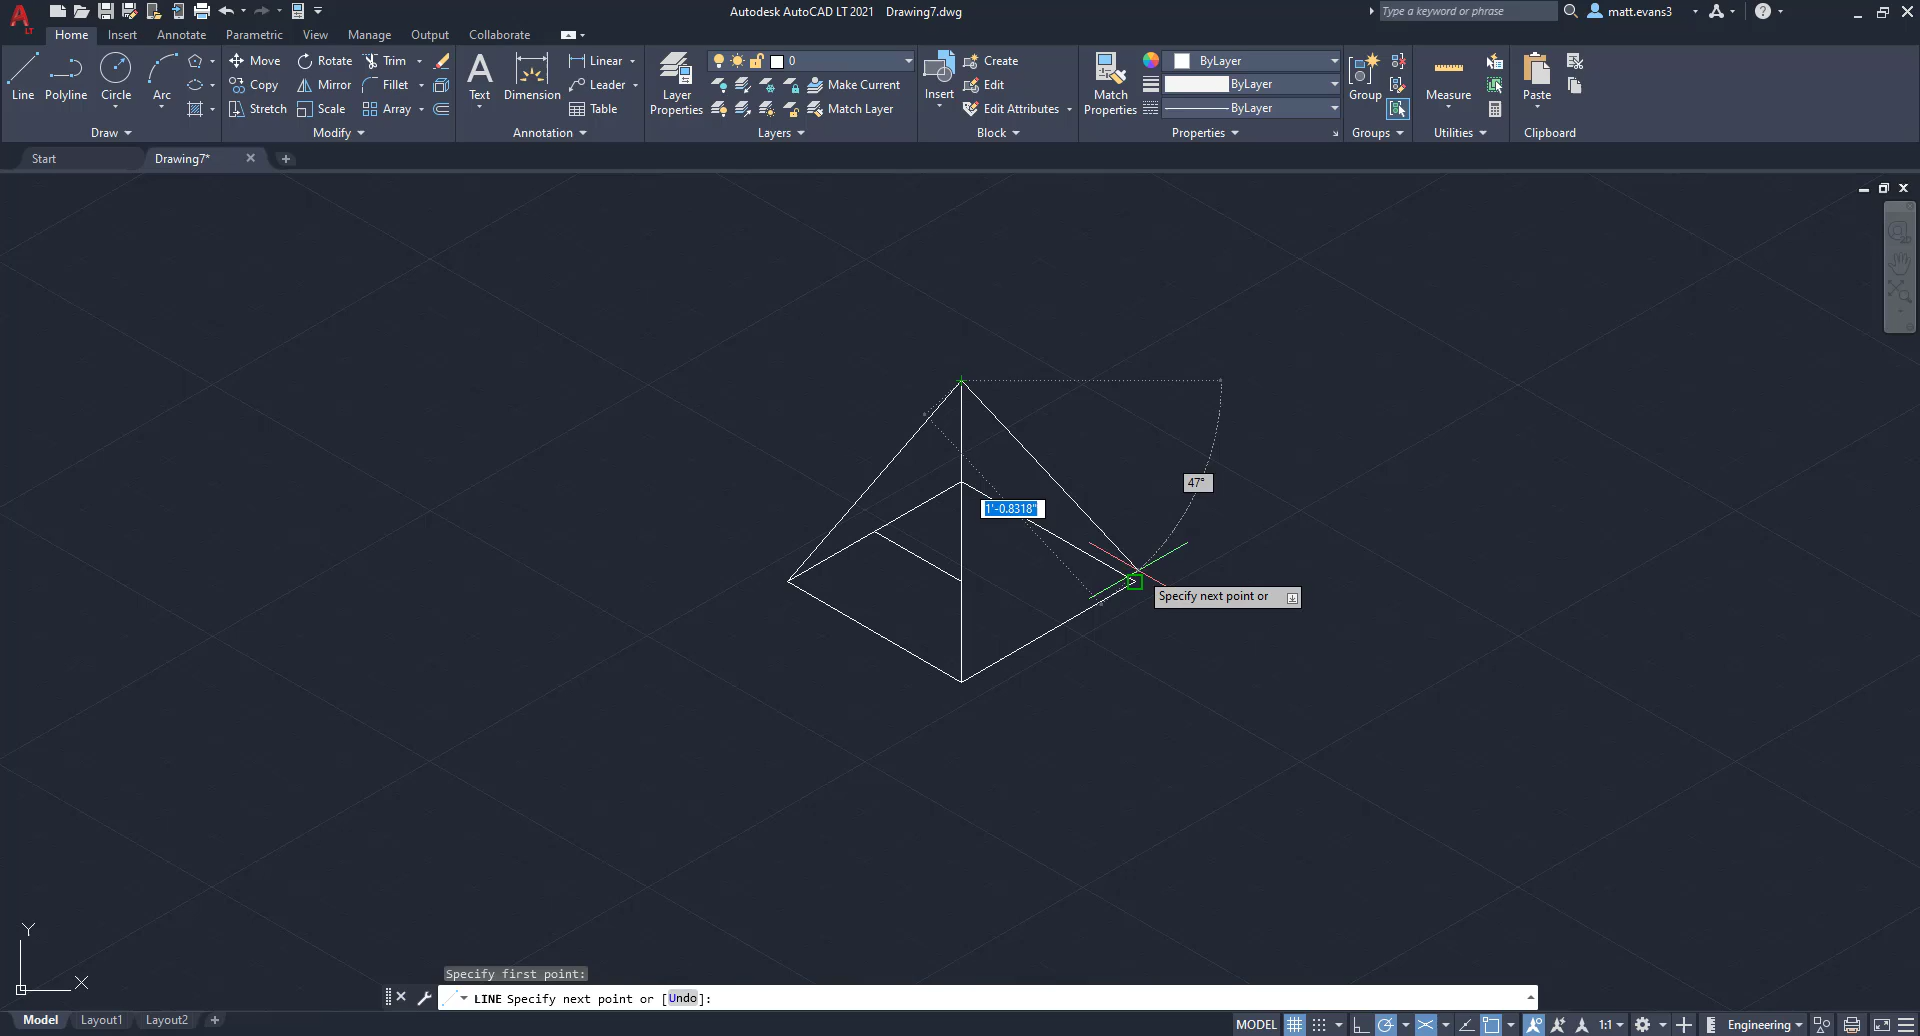 Autodesk AutoCAD LT 2021 Drawing7.dwg
Type a keyword or phrase
matt.evans3
LT
Home Insert Annotate Parametric View Manage Output Collaborate
Line
Polyline
Circle
Arc
Draw
Move
Rotate
Trim
Copy
Mirror
Fillet
Stretch
Scale
Array
Modify
Text
Dimension
Linear
Leader
Table
Annotation
Layer
Properties
0
Make Current
Match Layer
Layers
Insert
Create
Edit
Edit Attributes
Block
Match
Properties
ByLayer
ByLayer
ByLayer
Properties
Group
Groups
Measure
Utilities
Paste
Clipboard
Start
Drawing7*
47°
1'-0.8318"
Specify next point or
Y
X
Specify first point:
LINE Specify next point or [Undo]:
Model Layout1 Layout2
MODEL
1:1
Engineering